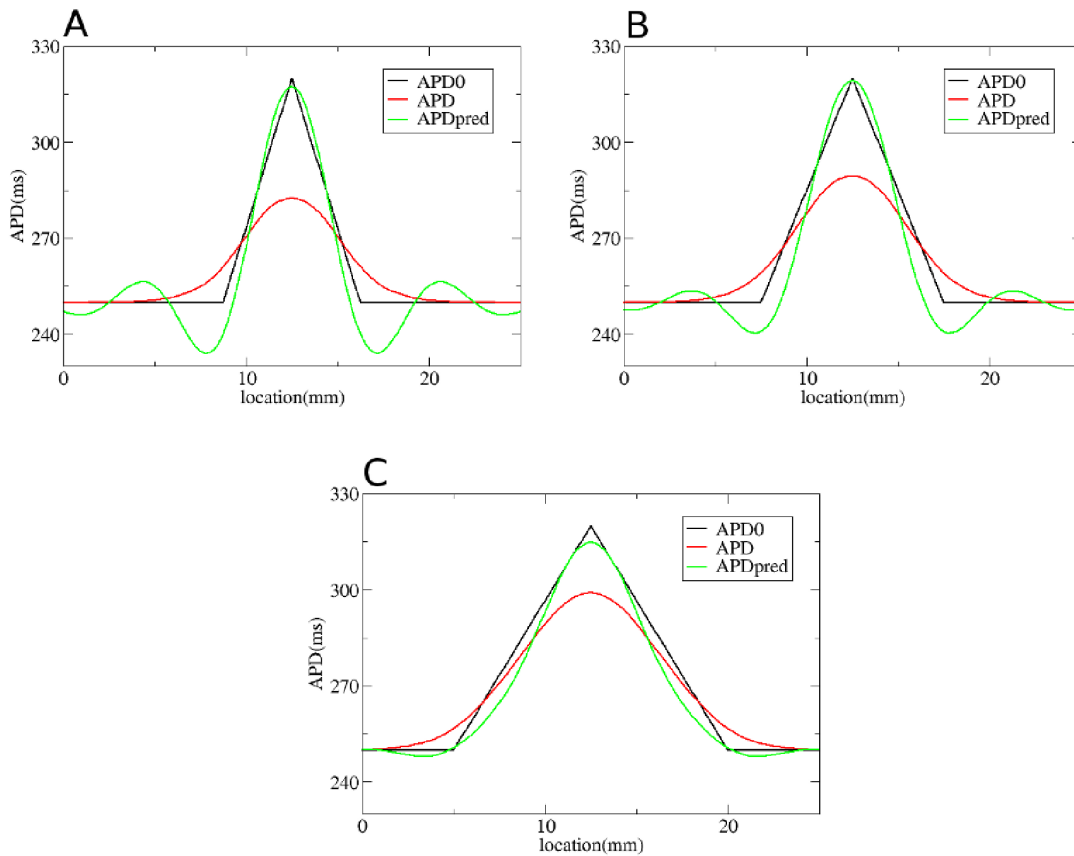 A
330
300
270
240
APD(ms)
APD0
APD
APDpred
0
10
20
location(mm)
B
330
300
270
240
APD(ms)
APD0
APD
APDpred
0
10
20
location(mm)
C
330
300
270
240
APD(ms)
APD0
APD
APDpred
0
10
20
location(mm)